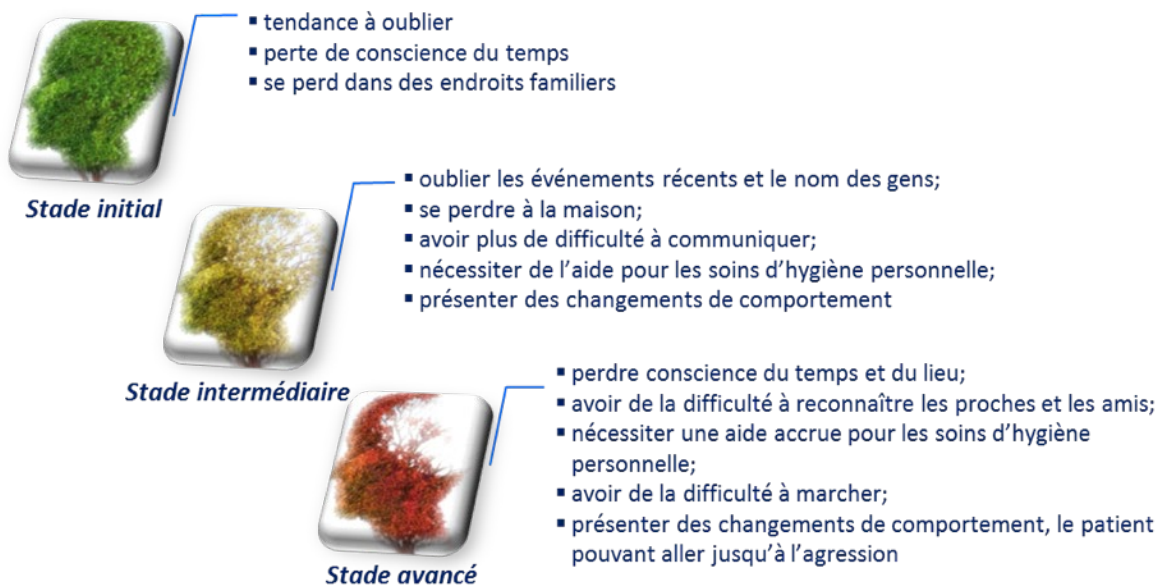 ▪ tendance à oublier
▪ perte de conscience du temps
▪ se perd dans des endroits familiers
Stade initial
▪ oublier les événements récents et le nom des gens;
▪ se perdre à la maison;
▪ avoir plus de difficulté à communiquer;
▪ nécessiter de l’aide pour les soins d’hygiène personnelle;
▪ présenter des changements de comportement
Stade intermédiaire
▪ perdre conscience du temps et du lieu;
▪ avoir de la difficulté à reconnaître les proches et les amis;
▪ nécessiter une aide accrue pour les soins d’hygiène
personnelle;
▪ avoir de la difficulté à marcher;
▪ présenter des changements de comportement, le patient
pouvant aller jusqu’à l’agression
Stade avancé